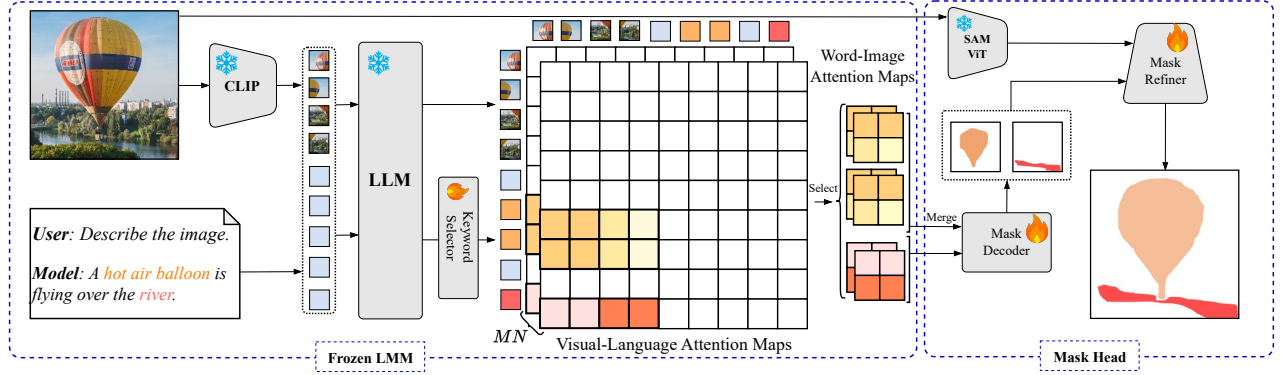 CLIP
User: Describe the image.
Model: A hot air balloon is
flying over the river.
LLM
Keyword
Selector
MN
Visual-Language Attention Maps
Word-Image
Attention Maps
Select
Merge
Frozen LMM
SAM
ViT
Mask
Refiner
Mask
Decoder
Mask Head